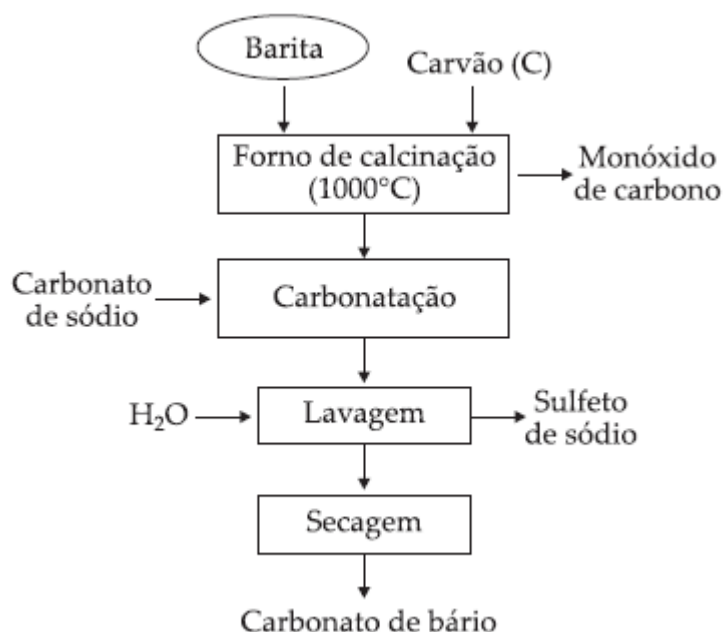 Barita
Carvão (C)
Forno de calcinação
(1000°C)
Monóxido
de carbono
Carbonato
de sódio
Carbonatação
H₂O
Lavagem
Sulfeto
de sódio
Secagem
Carbonato de bário